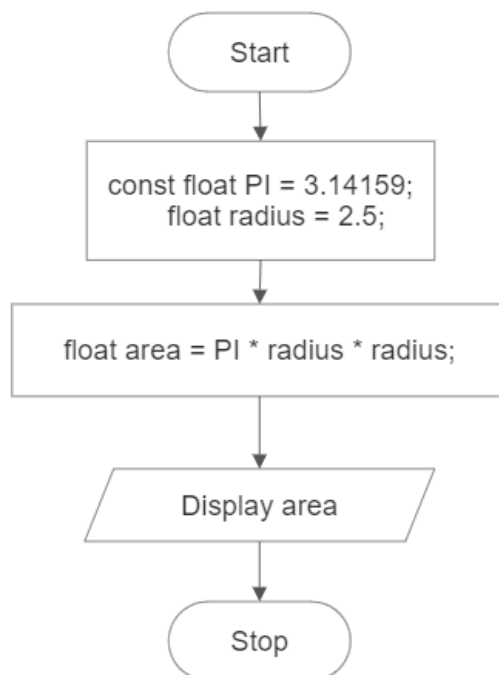 Start
const float PI = 3.14159;
float radius = 2.5;
float area = PI * radius * radius;
Display area
Stop